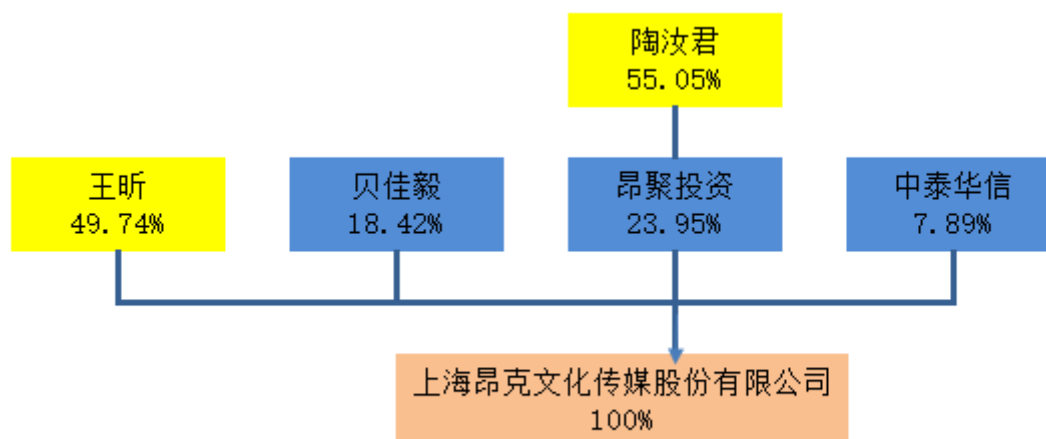 陶汝君
55.05%
王昕
49.74%
贝佳毅
18.42%
昂聚投资
23.95%
中泰华信
7.89%
上海昂克文化传媒股份有限公司
100%